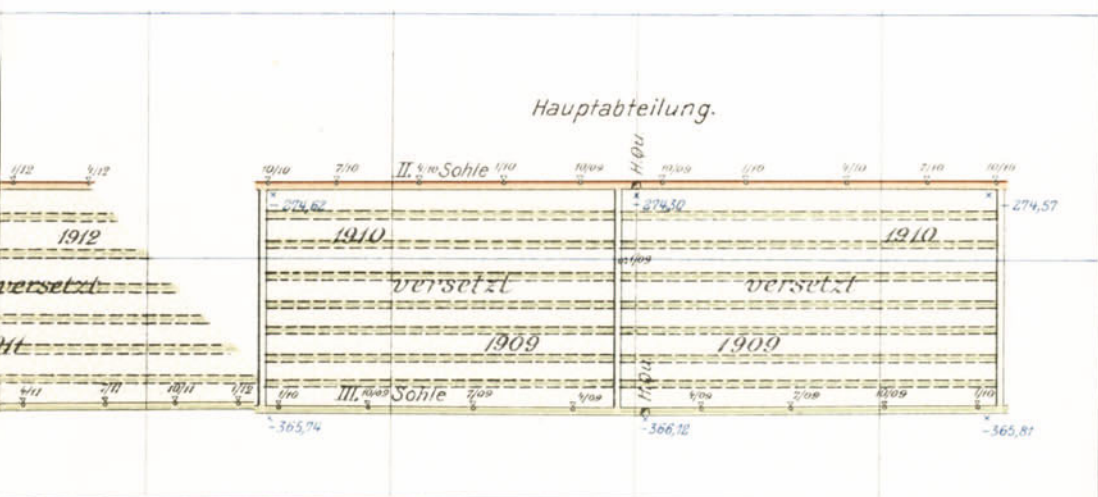 Hauptabteilung.
H.Qu
1/12 4/12 10/10 7/10 II. 4/10 Sohle 1/10 10/09 10/09 1/10 4/10 7/10 10/10
-274,62 -274,30 -274,57
1912 1910 1910
versetzt versetzt versetzt
1909 1909
H.Qu
4/11 7/11 10/11 1/12 1/10 III. 10/09 Sohle 7/09 4/09 4/09 7/09 10/09 1/10
-365,74 -366,12 -365,81